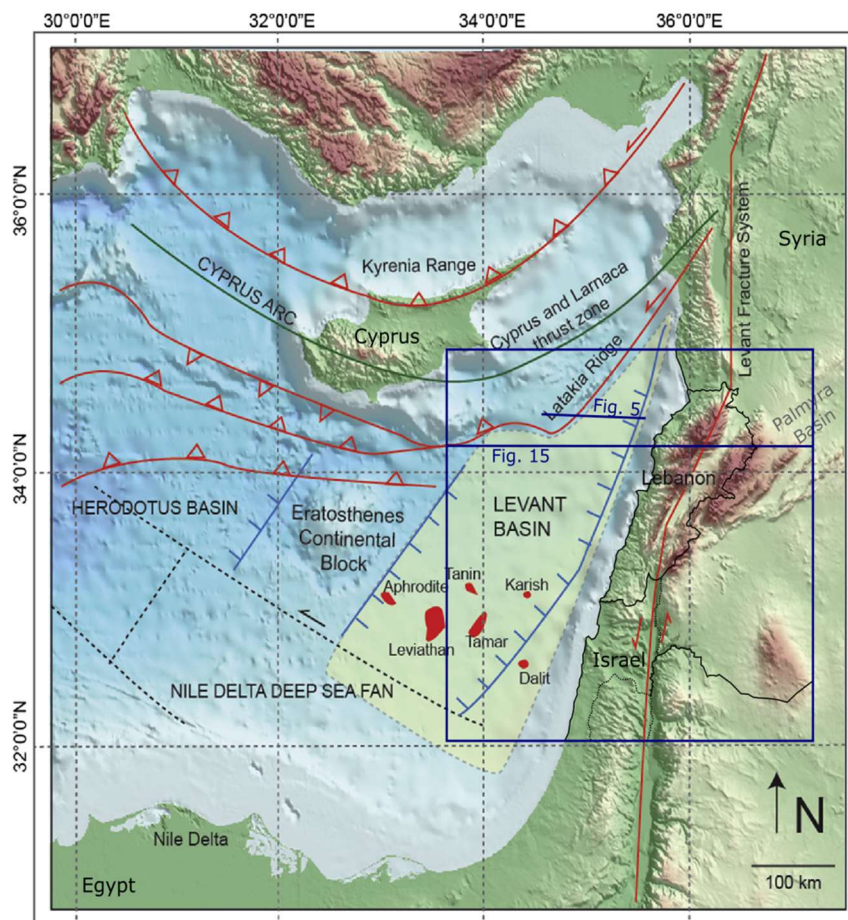 30°0'0"E
32°0'0"E
34°0'0"E
36°0'0"E
36°0'0"N
34°0'0"N
32°0'0"N
Levant Fracture System
Syria
Kyrenia Range
CYPRUS ARC
Cyprus
Cyprus and Larnaca
thrust zone
Latakia Ridge
Fig. 5
Palmyra
Basin
Fig. 15
Lebanon
HERODOTUS BASIN
LEVANT
BASIN
Eratosthenes
Continental
Block
Tanin
Aphrodite
Karish
Leviathan
Tamar
Israel
Dalit
NILE DELTA DEEP SEA FAN
Nile Delta
Egypt
N
100 km